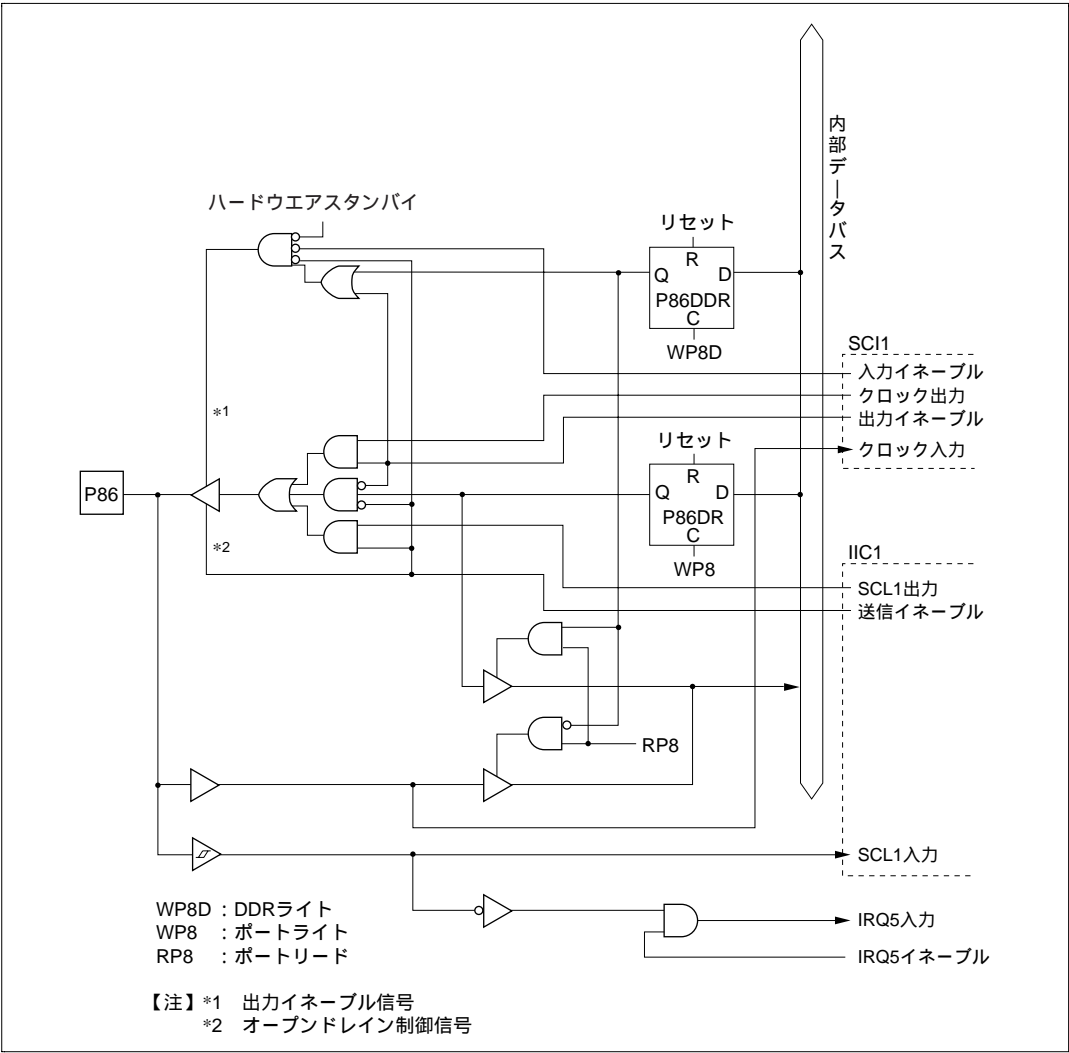 内部データバス
ハードウエアスタンバイ
リセット
R
Q D
P86DDR
C
WP8D
SCI1
入力イネーブル
クロック出力
出力イネーブル
クロック入力
*1
リセット
R
Q D
P86DR
C
WP8
P86
*2
IIC1
SCL1出力
送信イネーブル
RP8
SCL1入力
IRQ5入力
IRQ5イネーブル
WP8D：DDRライト
WP8 ：ポートライト
RP8 ：ポートリード
【注】*1 出力イネーブル信号
*2 オープンドレイン制御信号